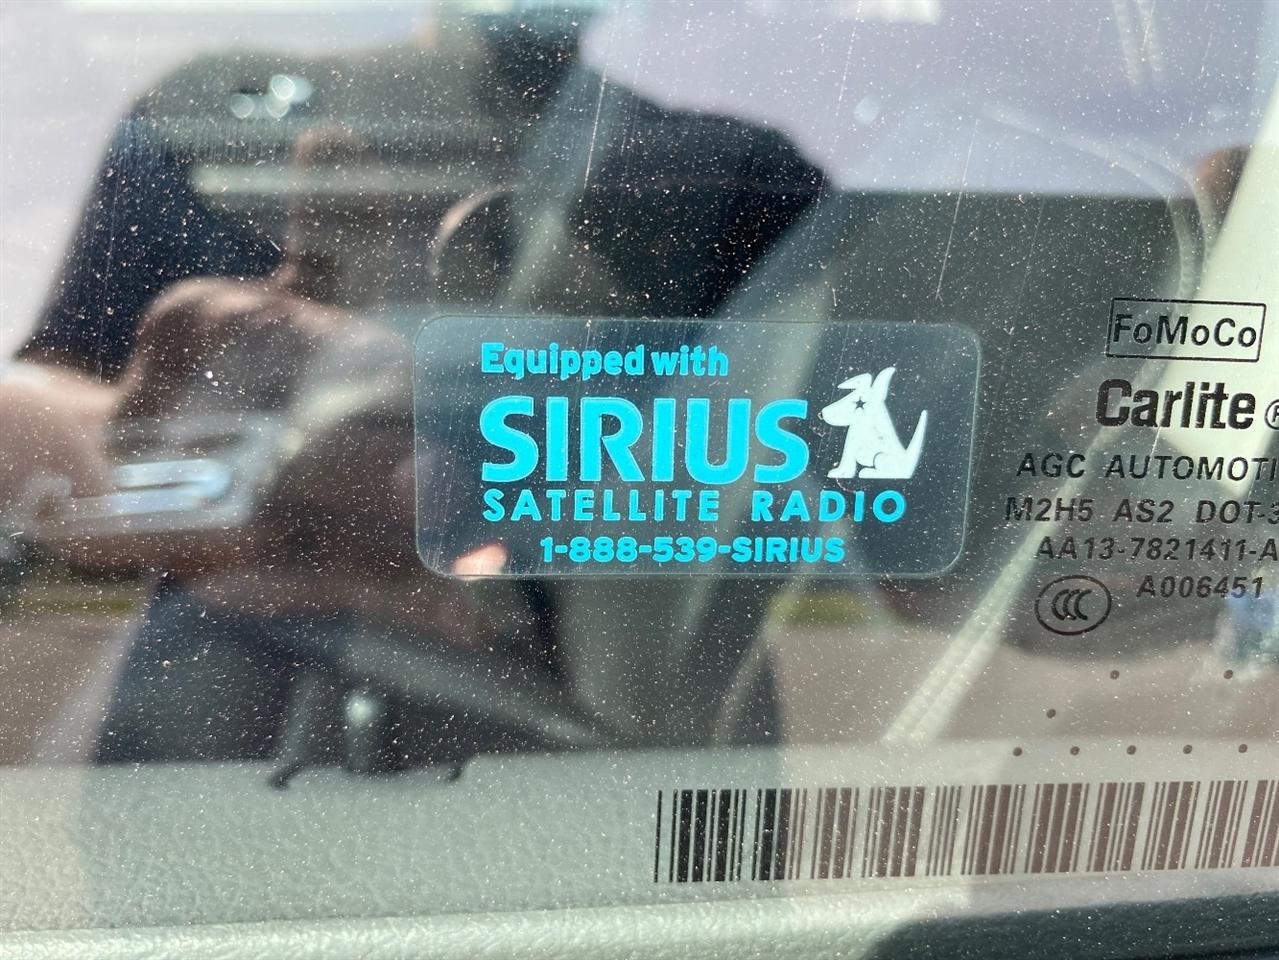 Equipped with
SIRIUS
SATELLITE RADIO
1-888-539-SIRIUS
FoMoCo
Carlite ®
AGC AUTOMOTI
M2H5 AS2 DOT-3
AA13-7821411-A
A006451
CCC